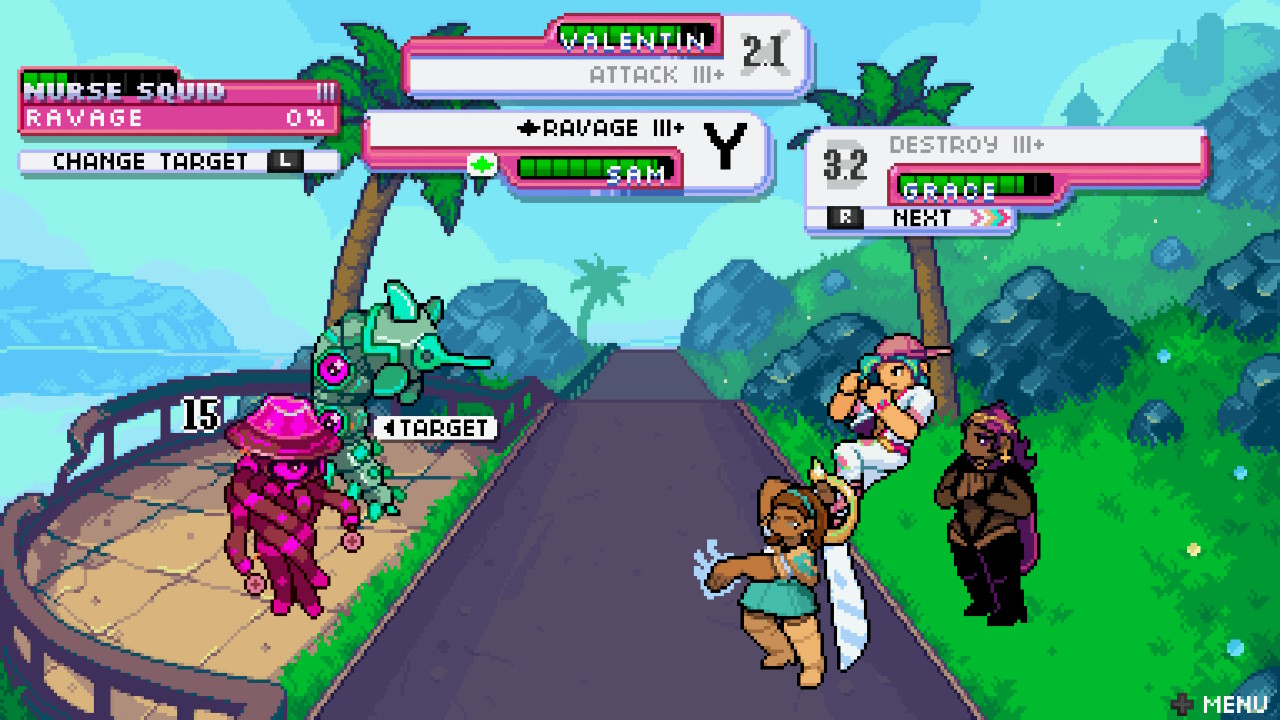 VALENTIN
2.1
ATTACK III+
NURSE SQUID III
RAVAGE 0%
CHANGE TARGET L
RAVAGE III+
Y
SAM
DESTROY III+
3.2
GRACE
R NEXT
15
TARGET
MENU